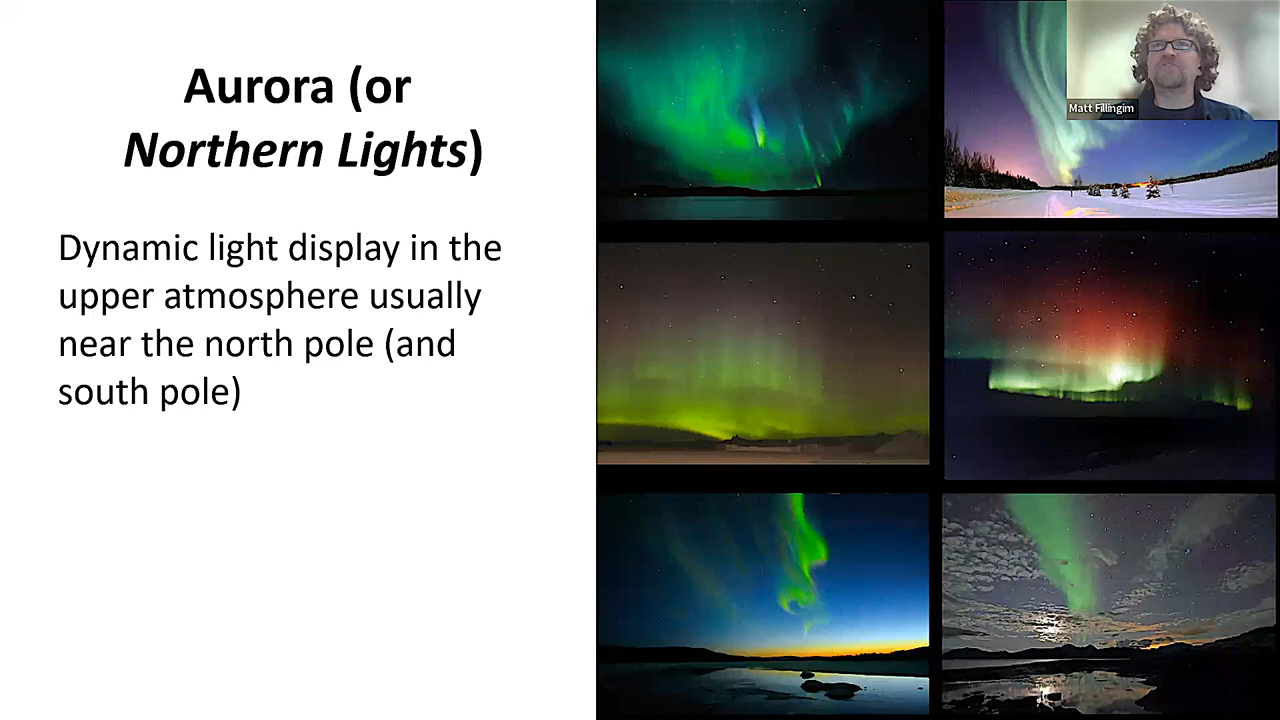 Aurora (or
Northern Lights)
Dynamic light display in the
upper atmosphere usually
near the north pole (and
south pole)
Matt Fillingim